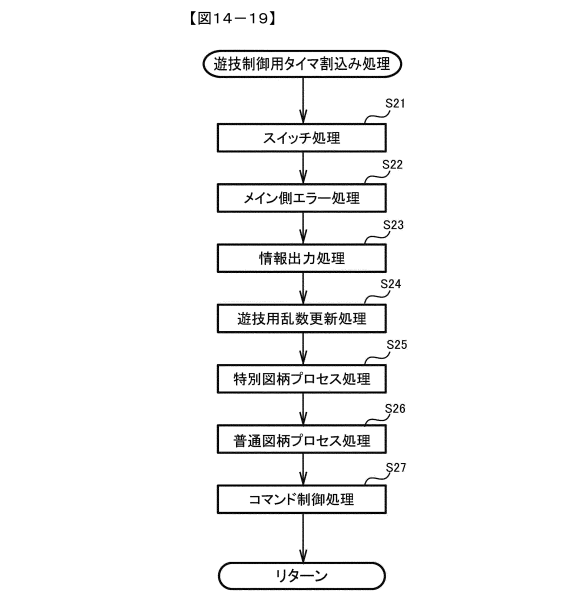 【図14-19】
遊技制御用タイマ割込み処理
S21
スイッチ処理
S22
メイン側エラー処理
S23
情報出力処理
S24
遊技用乱数更新処理
S25
特別図柄プロセス処理
S26
普通図柄プロセス処理
S27
コマンド制御処理
リターン